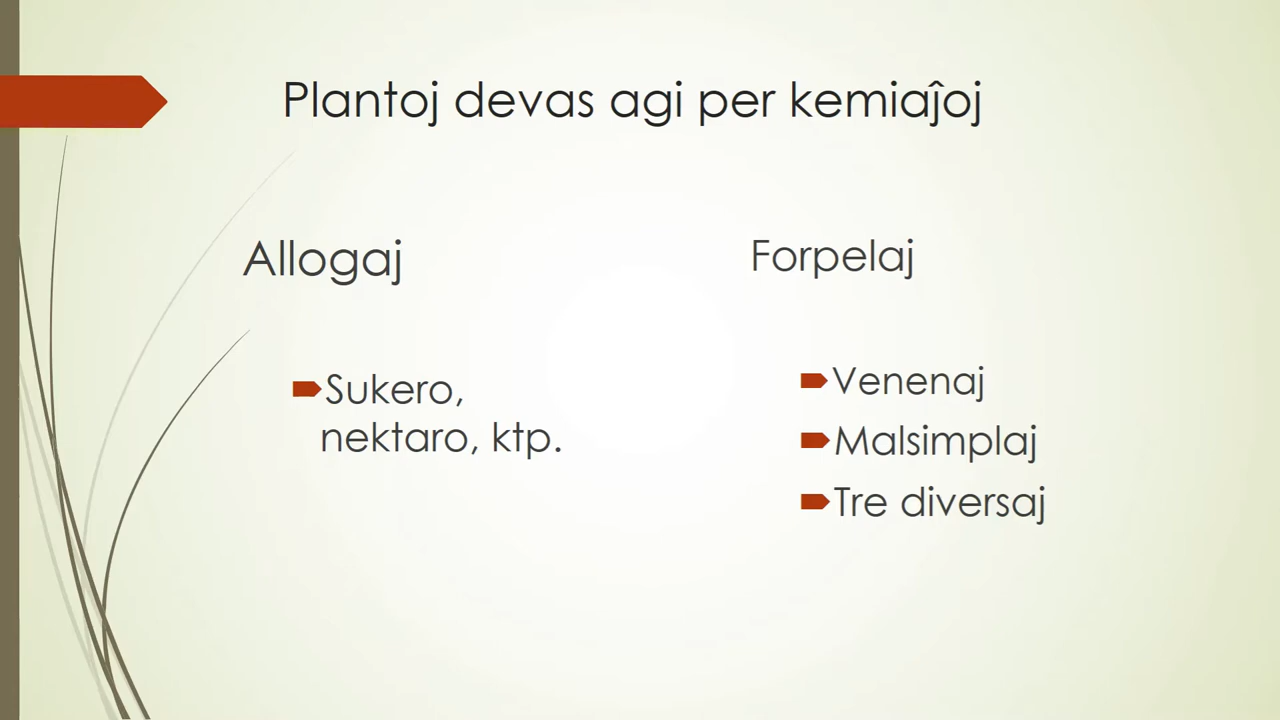 Plantoj devas agi per kemiaĵoj
Allogaj
Sukero,
nektaro, ktp.
Forpelaj
Venenaj
Malsimplaj
Tre diversaj